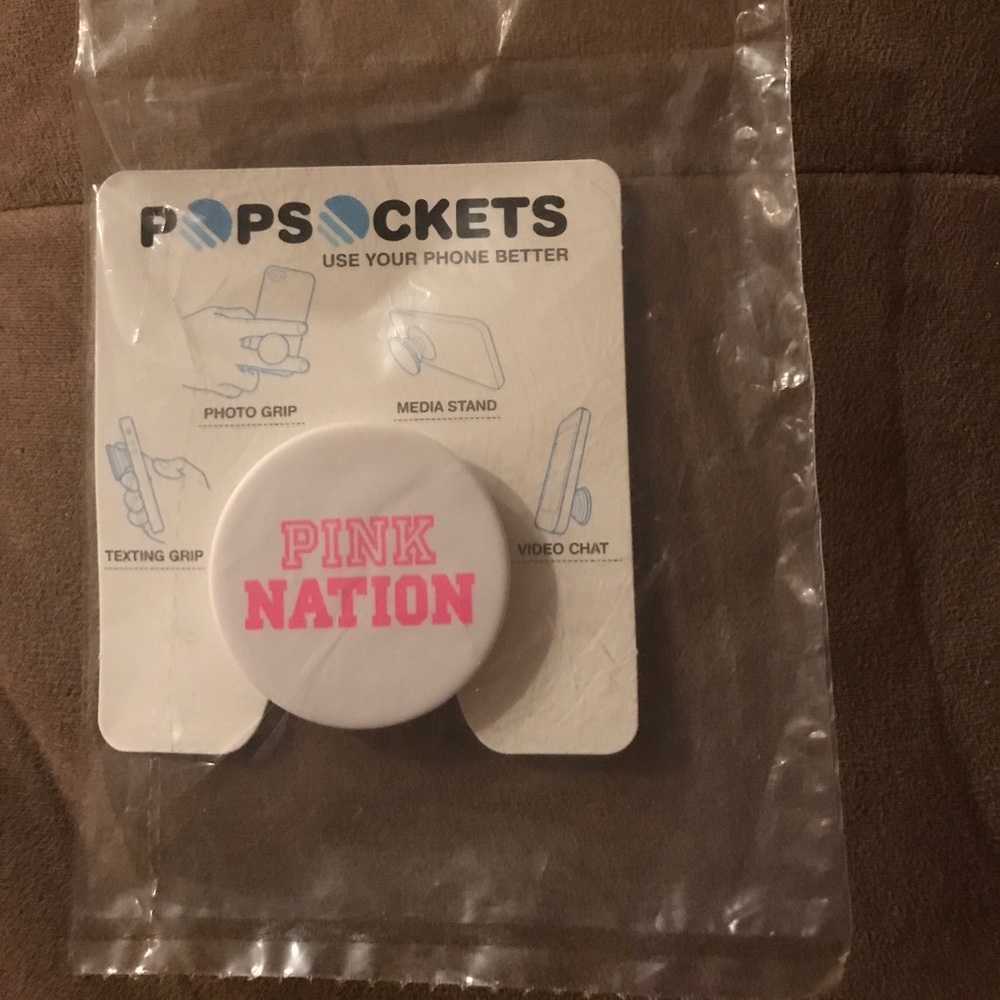 POPSOCKETS
USE YOUR PHONE BETTER
PHOTO GRIP
MEDIA STAND
TEXTING GRIP
VIDEO CHAT
PINK
NATION